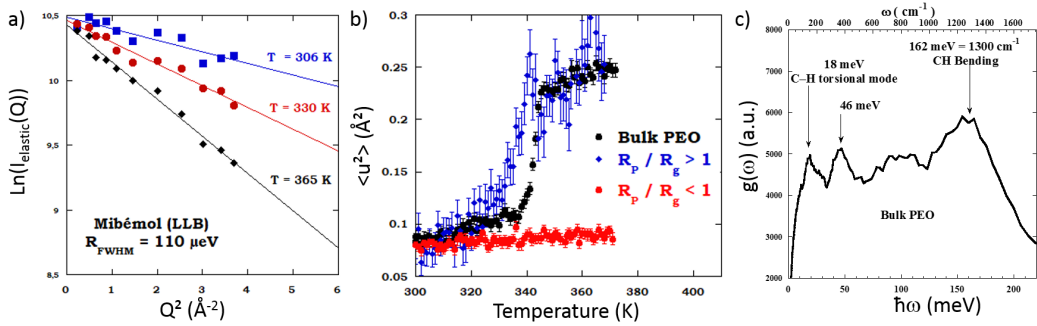 a)
10,5
10
9,5
9
8,5
Ln(I_elastic(Q))
T = 306 K
T = 330 K
T = 365 K
Mibémol (LLB)
R_FWHM = 110 µeV
0 1 2 3 4 5 6
Q² (Å⁻²)
b)
0.3
0.25
0.2
0.15
0.1
0.05
<u²> (Å²)
Bulk PEO
R_P / R_g > 1
R_P / R_g < 1
300 320 340 360 380 400
Temperature (K)
c)
ω ( cm⁻¹)
0 400 800 1200 1600
8000
7000
6000
5000
4000
3000
2000
g(ω) (a.u.)
162 meV = 1300 cm⁻¹
CH Bending
18 meV
C–H torsional mode
46 meV
Bulk PEO
0 50 100 150 200
ħω (meV)